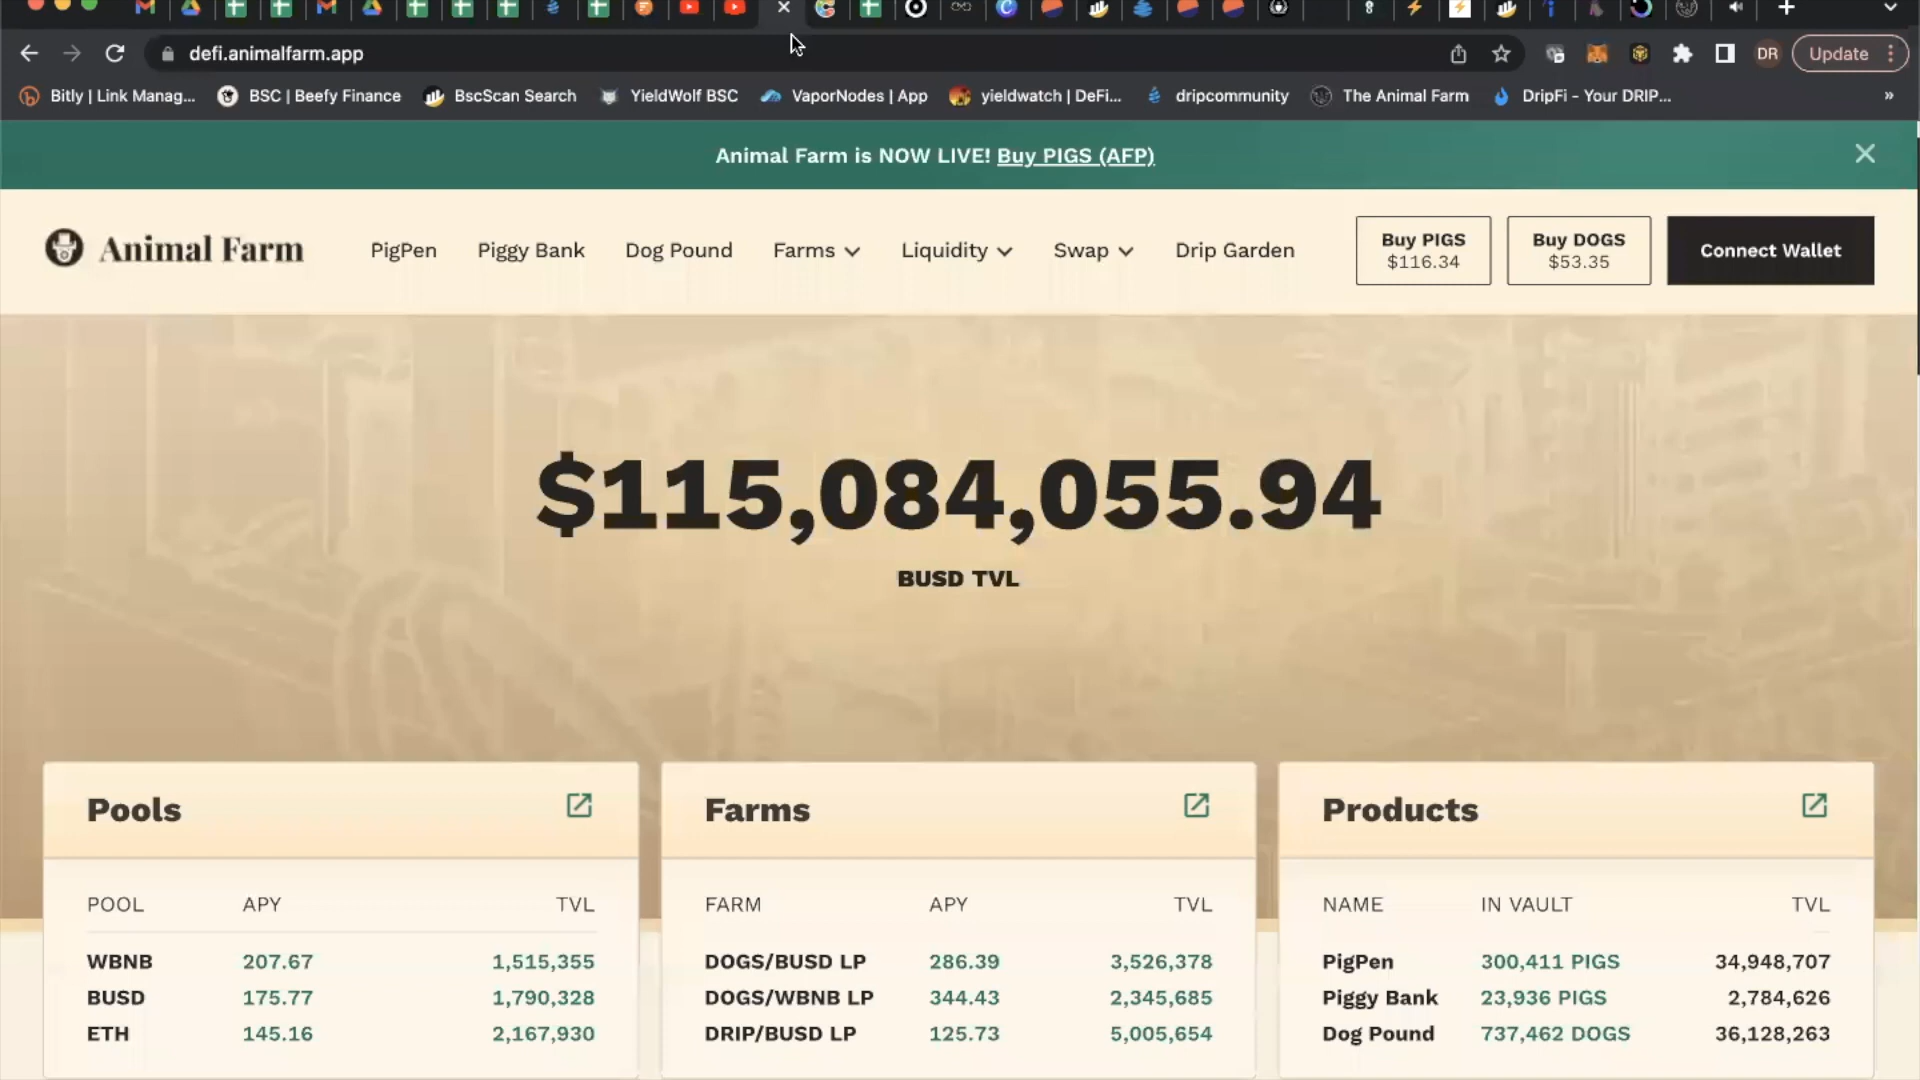 defi.animalfarm.app
DR
Update
Bitly | Link Manag...
BSC | Beefy Finance
BscScan Search
YieldWolf BSC
VaporNodes | App
yieldwatch | DeFi...
dripcommunity
The Animal Farm
DripFi - Your DRIP...
»
Animal Farm is NOW LIVE! Buy PIGS (AFP)
Animal Farm
PigPen
Piggy Bank
Dog Pound
Farms
Liquidity
Swap
Drip Garden
Buy PIGS
$116.34
Buy DOGS
$53.35
Connect Wallet
$115,084,055.94
BUSD TVL
Pools
POOL APY TVL
WBNB 207.67 1,515,355
BUSD 175.77 1,790,328
ETH 145.16 2,167,930
Farms
FARM APY TVL
DOGS/BUSD LP 286.39 3,526,378
DOGS/WBNB LP 344.43 2,345,685
DRIP/BUSD LP 125.73 5,005,654
Products
NAME IN VAULT TVL
PigPen 300,411 PIGS 34,948,707
Piggy Bank 23,936 PIGS 2,784,626
Dog Pound 737,462 DOGS 36,128,263